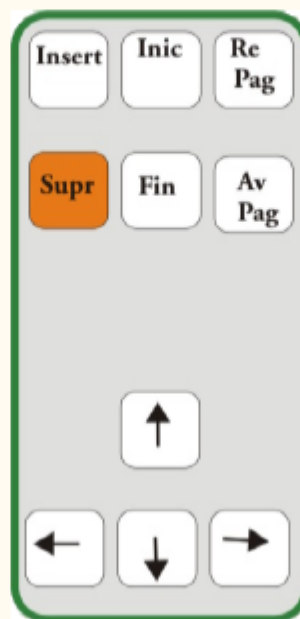 Insert
Inic
Re
Pag
Supr
Fin
Av
Pag